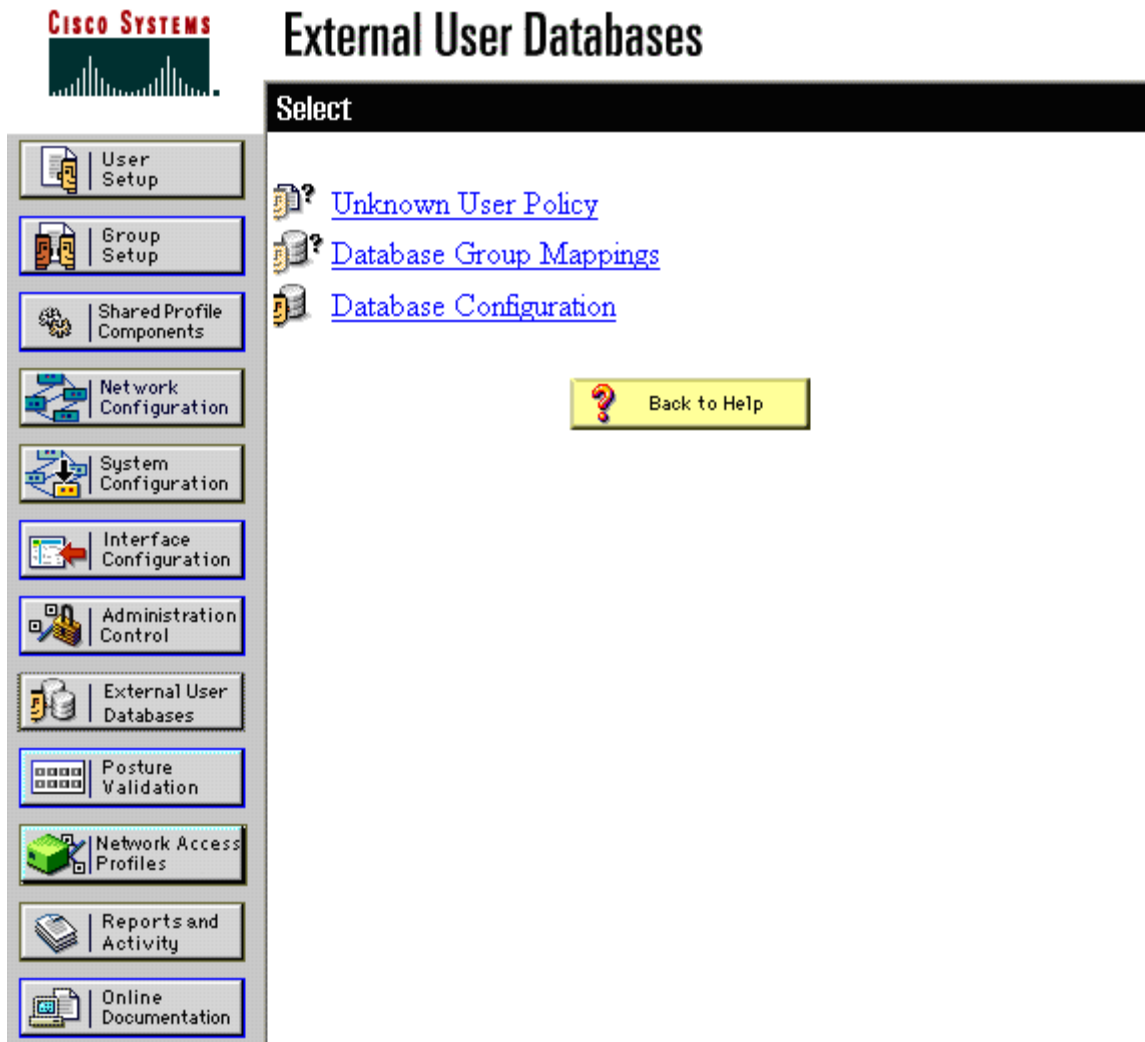 CISCO SYSTEMS
External User Databases
Select
User
Setup
Group
Setup
Shared Profile
Components
Network
Configuration
System
Configuration
Interface
Configuration
Administration
Control
External User
Databases
Posture
Validation
Network Access
Profiles
Reports and
Activity
Online
Documentation
? Unknown User Policy
? Database Group Mappings
Database Configuration
? Back to Help